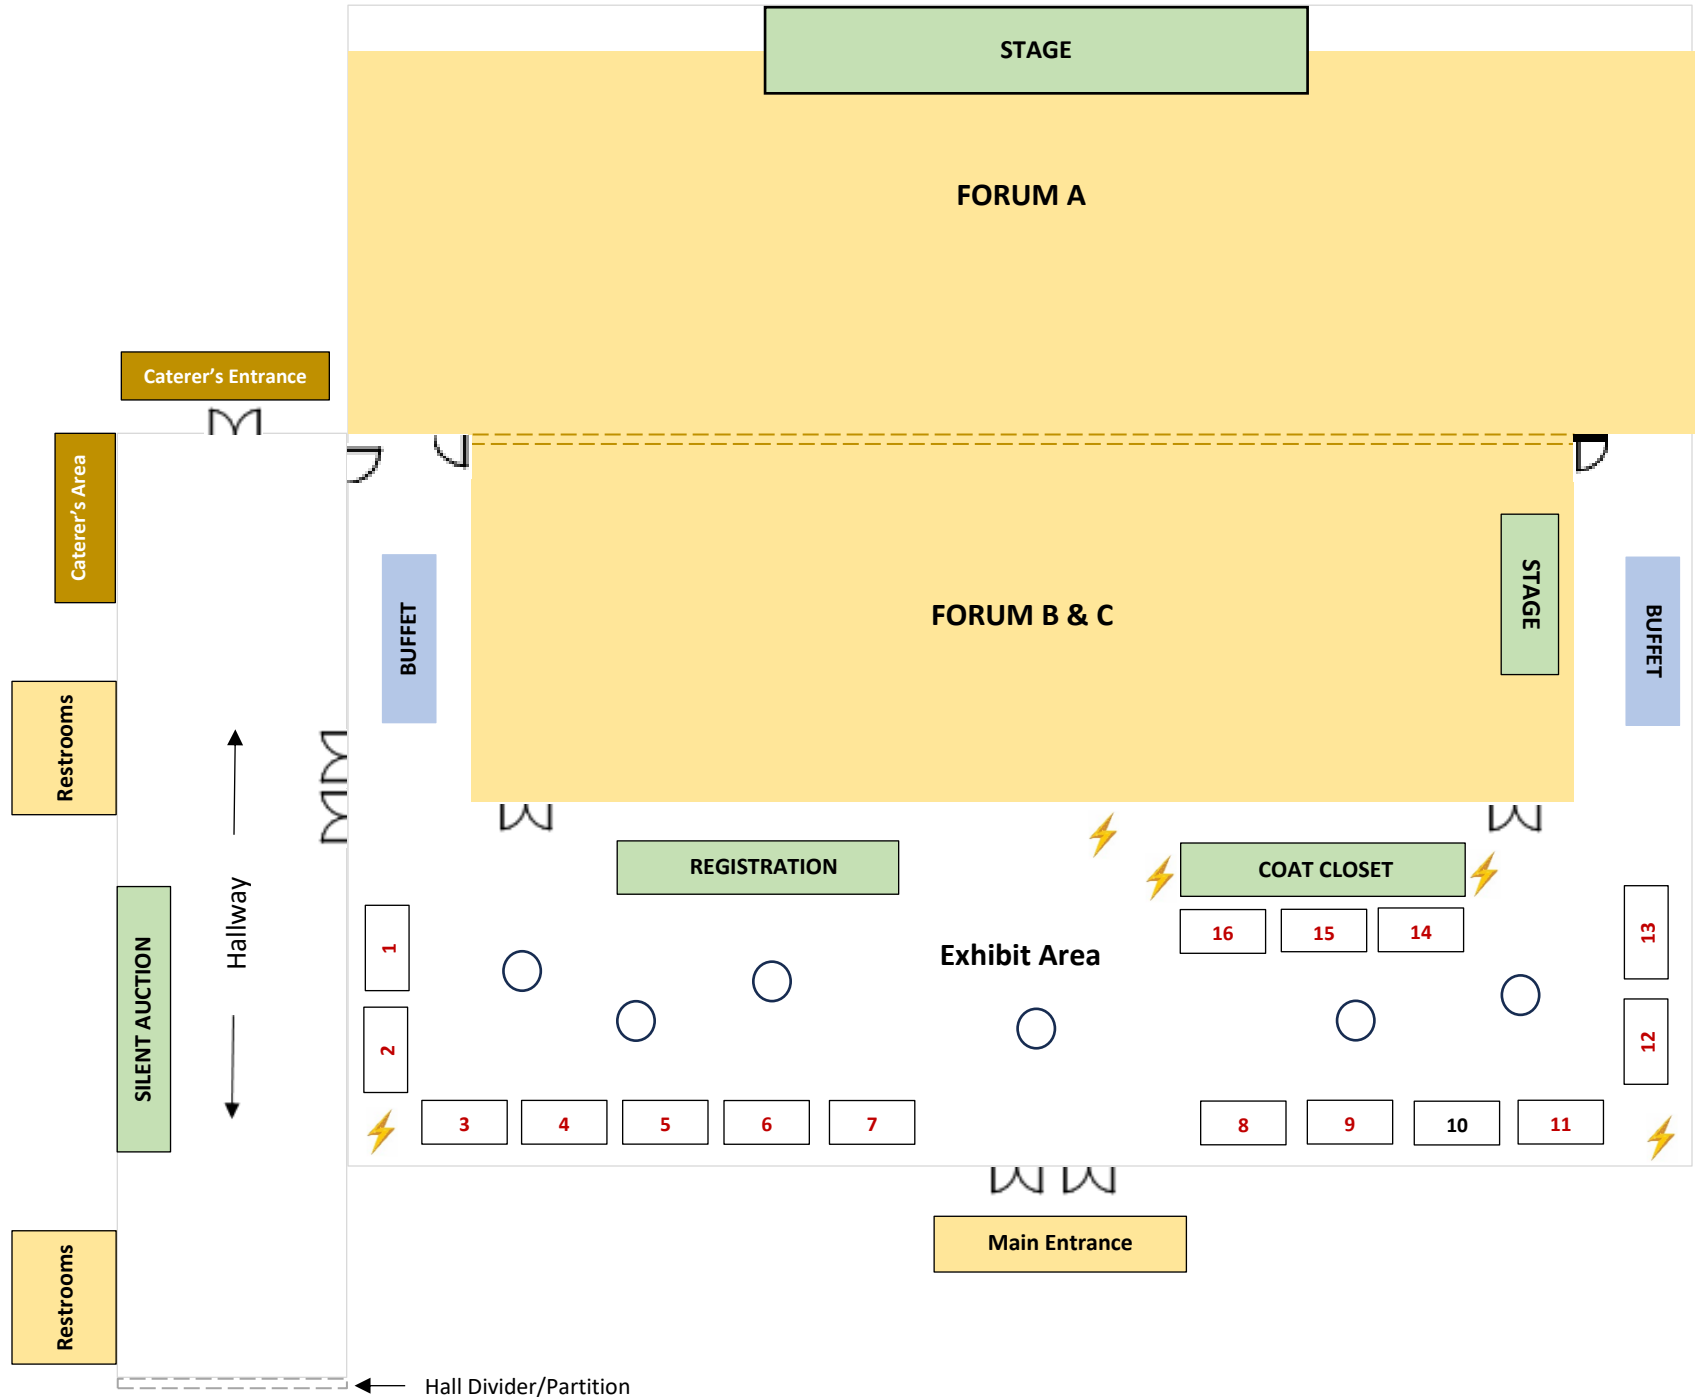 STAGE
FORUM A
Caterer's Entrance
Caterer's Area
BUFFET
FORUM B & C
STAGE
BUFFET
Restrooms
Hallway
REGISTRATION
COAT CLOSET
SILENT AUCTION
1
Exhibit Area
16
15
14
13
2
12
3
4
5
6
7
8
9
10
11
Main Entrance
Restrooms
Hall Divider/Partition